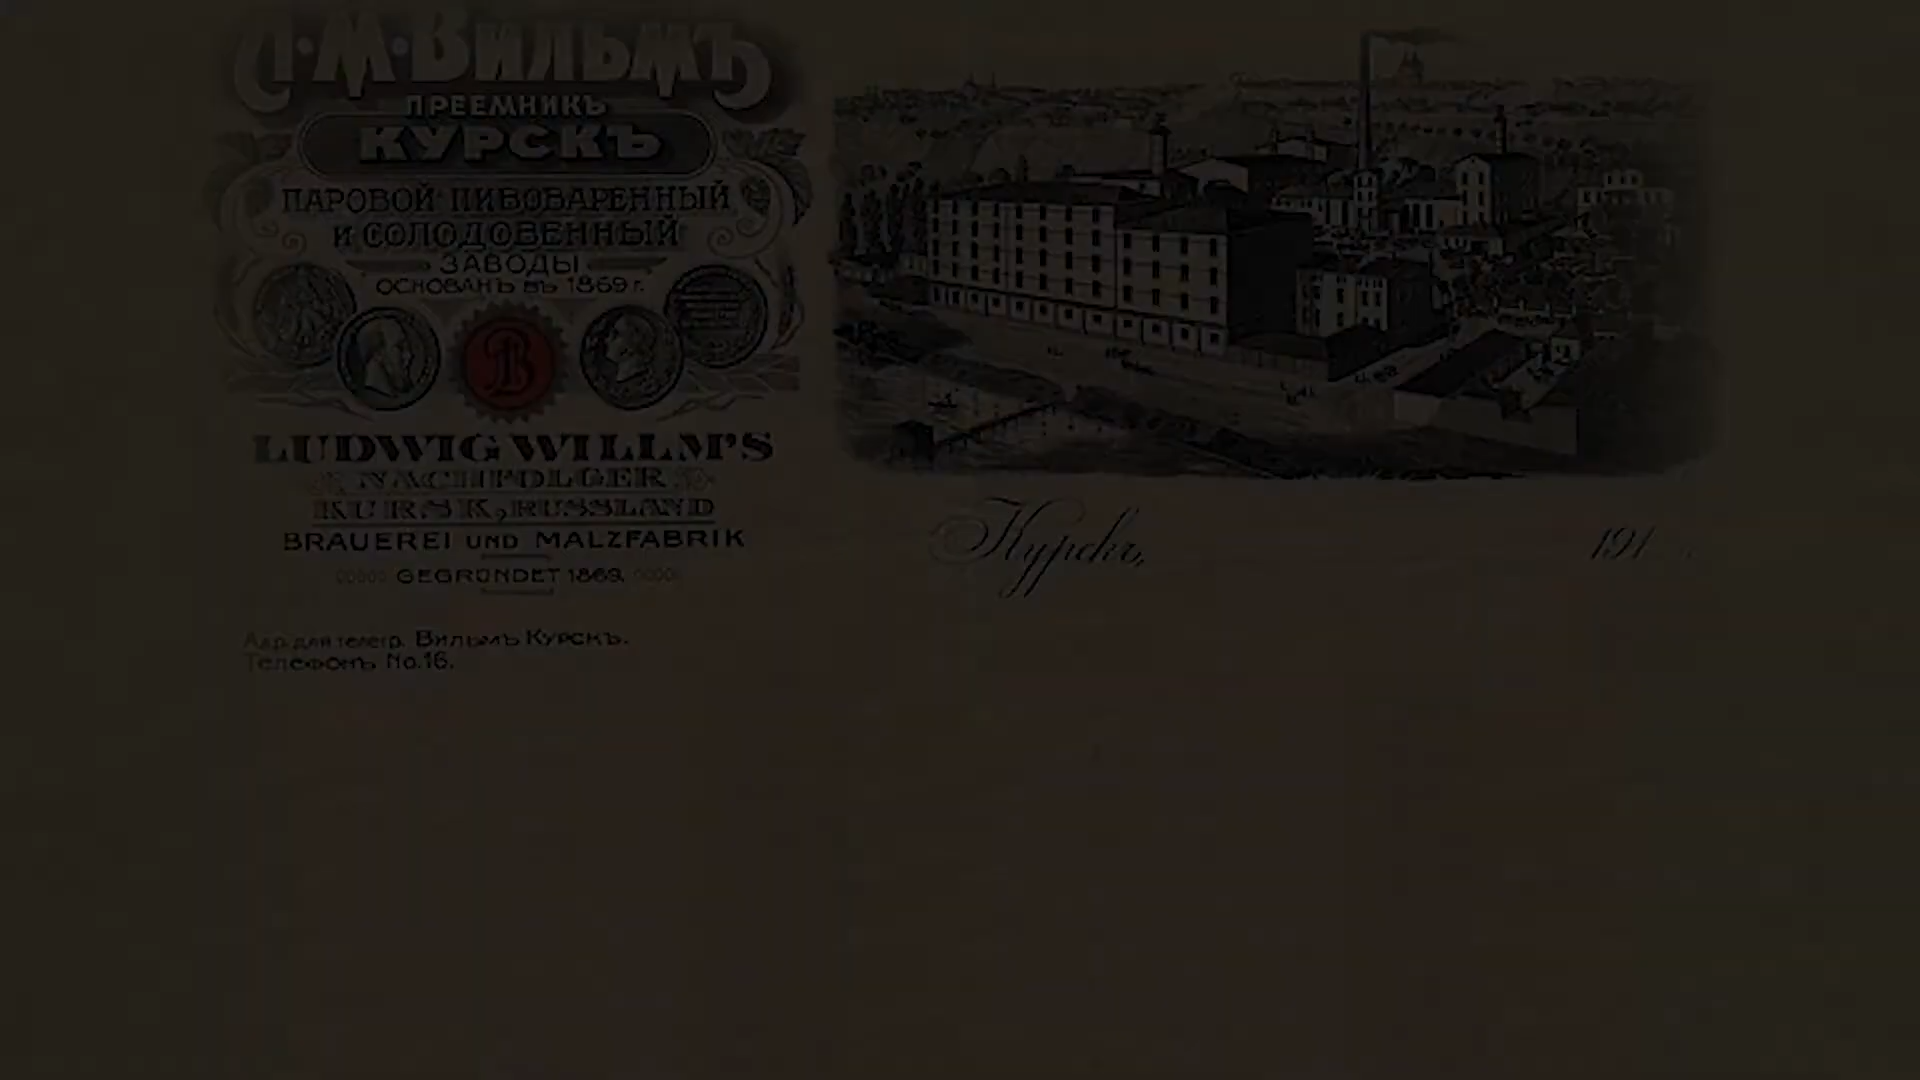 Л·М·Вильмъ
ПРЕЕМНИКЪ
КУРСКЪ
ПАРОВОЙ ПИВОВАРЕННЫЙ
и СОЛОДОВЕННЫЙ
ЗАВОДЫ
ОСНОВАНЪ ВЪ 1869 г.
В
LUDWIG WILLM'S
NACHFOLGER
KURSK, RUSSLAND
BRAUEREI UND MALZFABRIK
GEGRÜNDET 1869.
Адр. для телегр. Вильмъ Курскъ.
Телефонъ No. 16.
Курскъ, 191